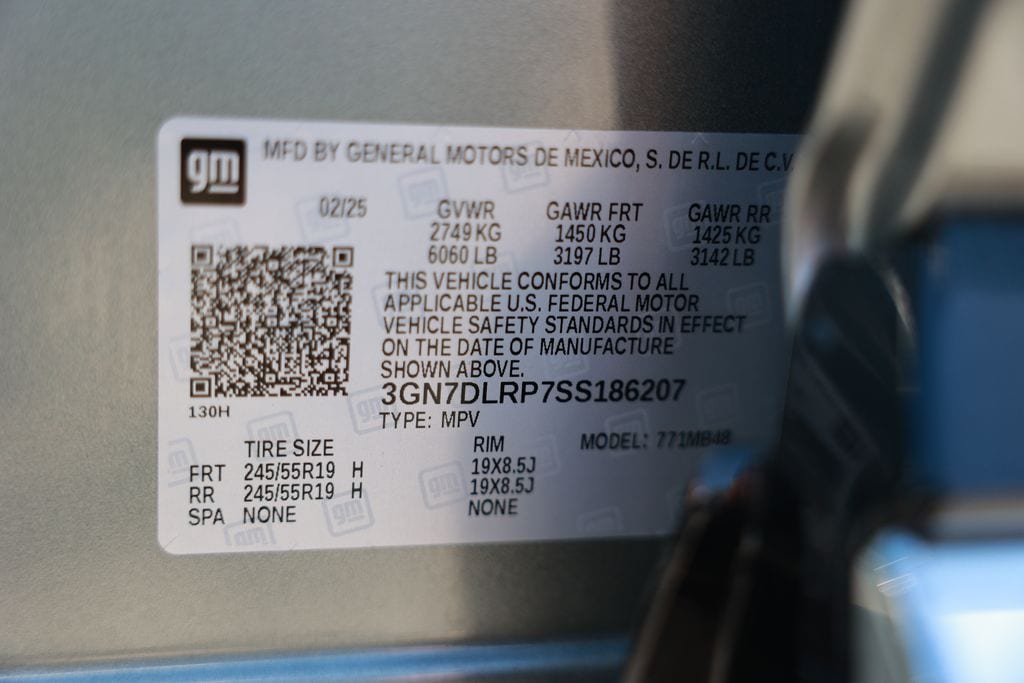 gm
MFD BY GENERAL MOTORS DE MEXICO, S. DE R.L. DE C.V.
02/25 GVWR GAWR FRT GAWR RR
2749 KG 1450 KG 1425 KG
6060 LB 3197 LB 3142 LB
THIS VEHICLE CONFORMS TO ALL
APPLICABLE U.S. FEDERAL MOTOR
VEHICLE SAFETY STANDARDS IN EFFECT
ON THE DATE OF MANUFACTURE
SHOWN ABOVE.
3GN7DLRP7SS186207
130H
TYPE: MPV
TIRE SIZE RIM MODEL: 771MB48
FRT 245/55R19 H 19X8.5J
RR 245/55R19 H 19X8.5J
SPA NONE NONE